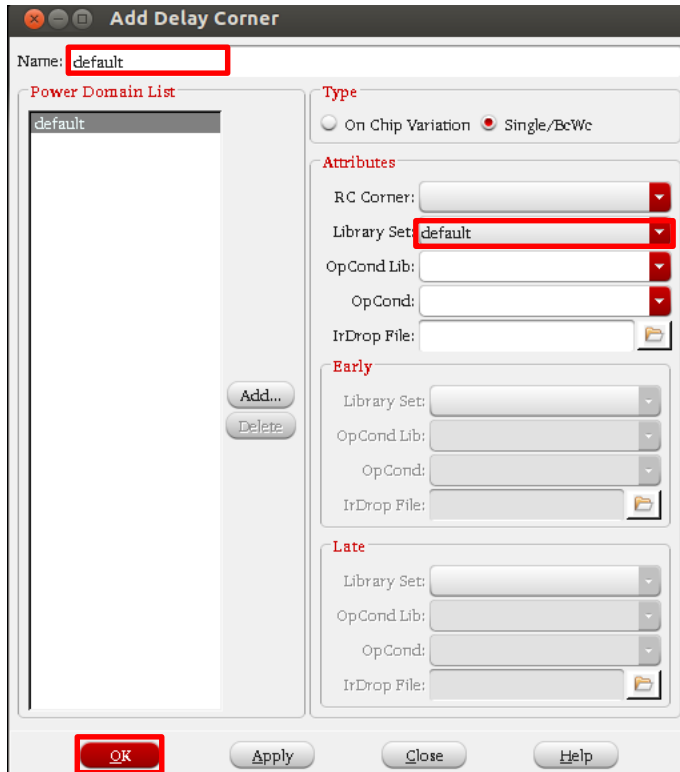 Add Delay Corner
Name: default
Power Domain List
default
Add...
Delete
Type
On Chip Variation Single/BcWc
Attributes
RC Corner:
Library Set: default
OpCond Lib:
OpCond:
IrDrop File:
Early
Library Set:
OpCond Lib:
OpCond:
IrDrop File:
Late
Library Set:
OpCond Lib:
OpCond:
IrDrop File:
OK Apply Close Help